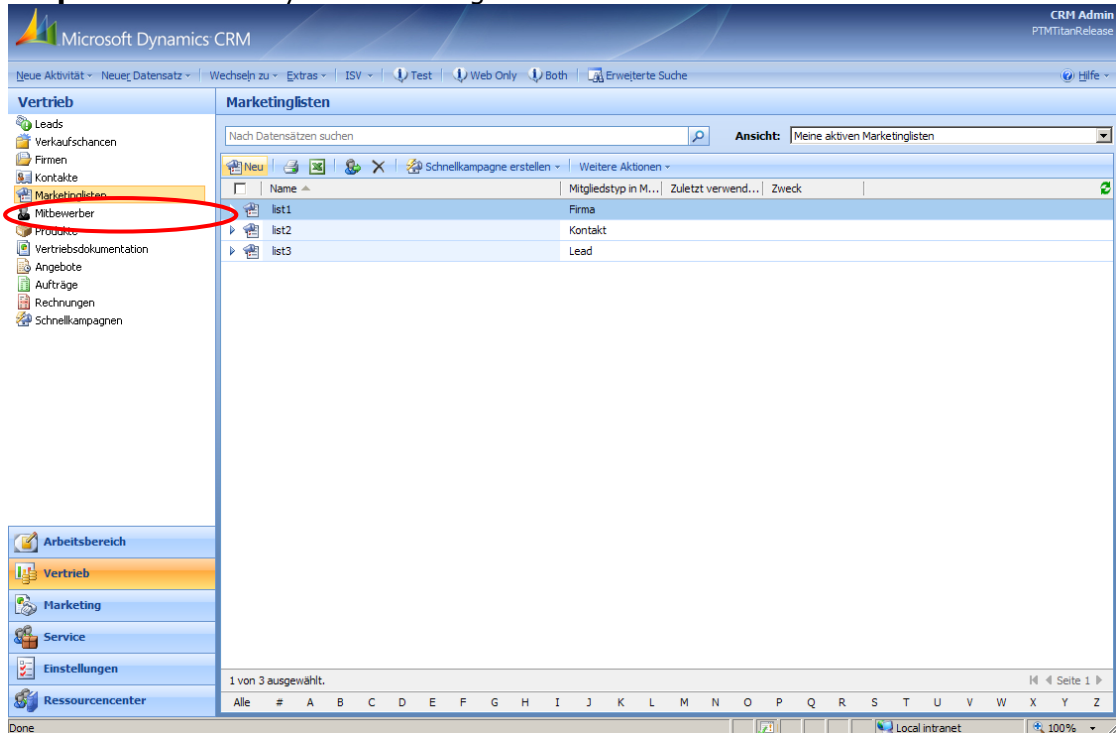 CRM Admin
Microsoft Dynamics CRM
PTMTitanRelease
Neue Aktivität Neuer Datensatz Wechseln zu Extras ISV Test Web Only Both Erweiterte Suche Hilfe
Vertrieb
Leads
Verkaufschancen
Firmen
Kontakte
Marketinglisten
Mitbewerber
Produkte
Vertriebsdokumentation
Angebote
Aufträge
Rechnungen
Schnellkampagnen
Arbeitsbereich
Vertrieb
Marketing
Service
Einstellungen
Ressourcencenter
Marketinglisten
Nach Datensätzen suchen Ansicht: Meine aktiven Marketinglisten
Neu Schnellkampagne erstellen Weitere Aktionen
Name Mitgliedstyp in M... Zuletzt verwend... Zweck
list1 Firma
list2 Kontakt
list3 Lead
1 von 3 ausgewählt. Seite 1
Alle # A B C D E F G H I J K L M N O P Q R S T U V W X Y Z
Done Local intranet 100%